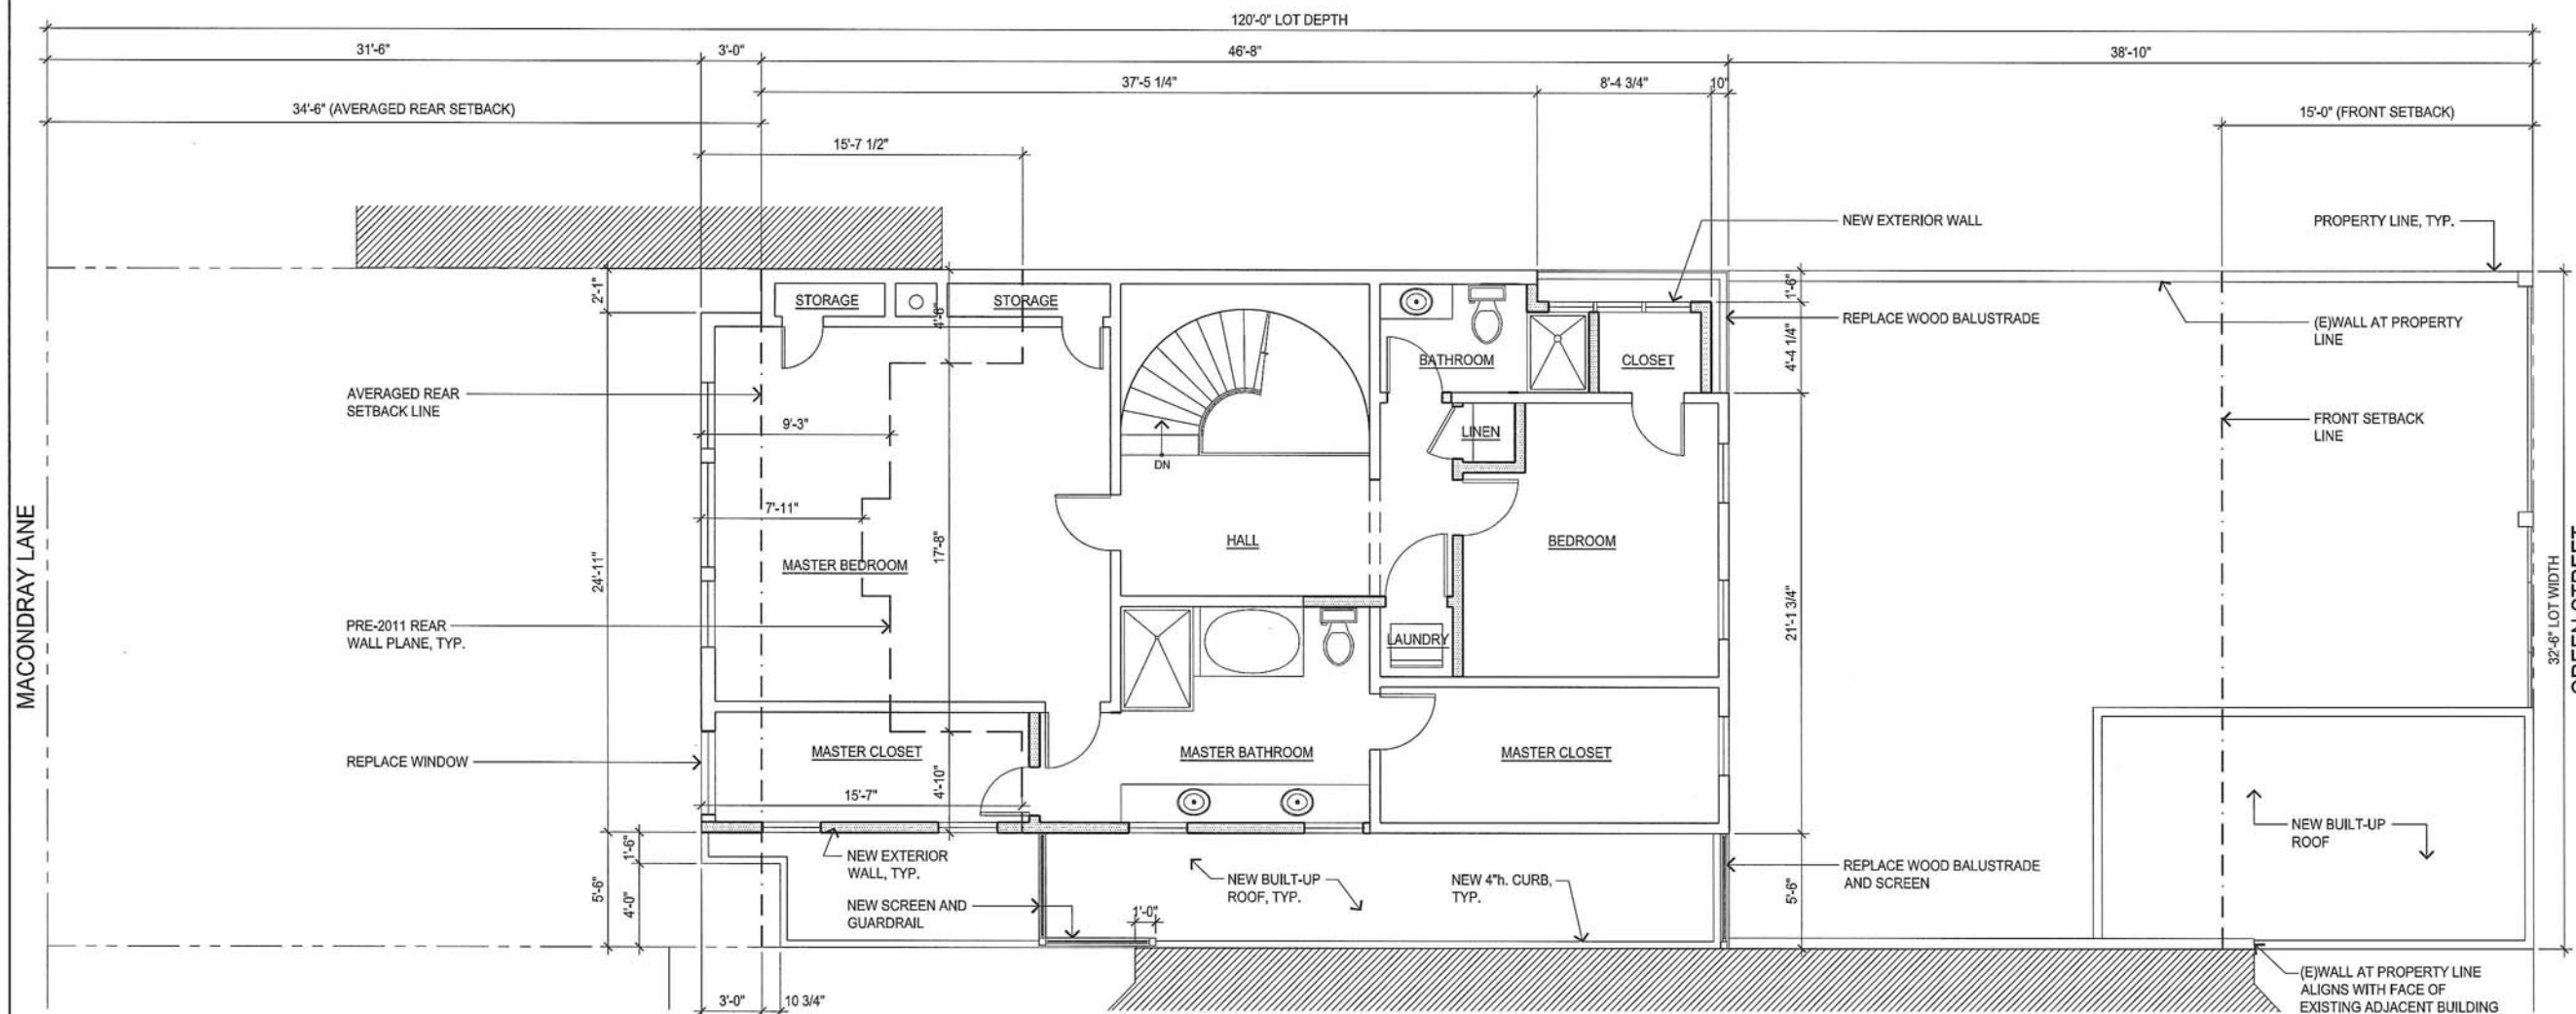 120'-0" LOT DEPTH
31'-6"
3'-0"
46'-8"
38'-10"
37'-5 1/4"
8'-4 3/4"
10"
34'-6" (AVERAGED REAR SETBACK)
15'-0" (FRONT SETBACK)
15'-7 1/2"
NEW EXTERIOR WALL
PROPERTY LINE, TYP.
2'-1"
STORAGE
STORAGE
4'-6"
1'-6"
REPLACE WOOD BALUSTRADE
(E)WALL AT PROPERTY
LINE
4'-4 1/4"
BATHROOM
CLOSET
AVERAGED REAR
SETBACK LINE
9'-3"
LINEN
FRONT SETBACK
LINE
DN
7'-11"
MACONDRAY LANE
24'-11"
MASTER BEDROOM
17'-8"
HALL
BEDROOM
32'-6" LOT WIDTH
GREEN STREET
PRE-2011 REAR
WALL PLANE, TYP.
LAUNDRY
21'-1 3/4"
REPLACE WINDOW
MASTER CLOSET
MASTER BATHROOM
MASTER CLOSET
15'-7"
4'-10"
NEW BUILT-UP
ROOF
1'-6"
5'-6"
4'-0"
NEW EXTERIOR
WALL, TYP.
NEW SCREEN AND
GUARDRAIL
1'-0"
NEW BUILT-UP
ROOF, TYP.
NEW 4"h. CURB,
TYP.
5'-6"
REPLACE WOOD BALUSTRADE
AND SCREEN
3'-0"
10 3/4"
(E)WALL AT PROPERTY LINE
ALIGNS WITH FACE OF
EXISTING ADJACENT BUILDING